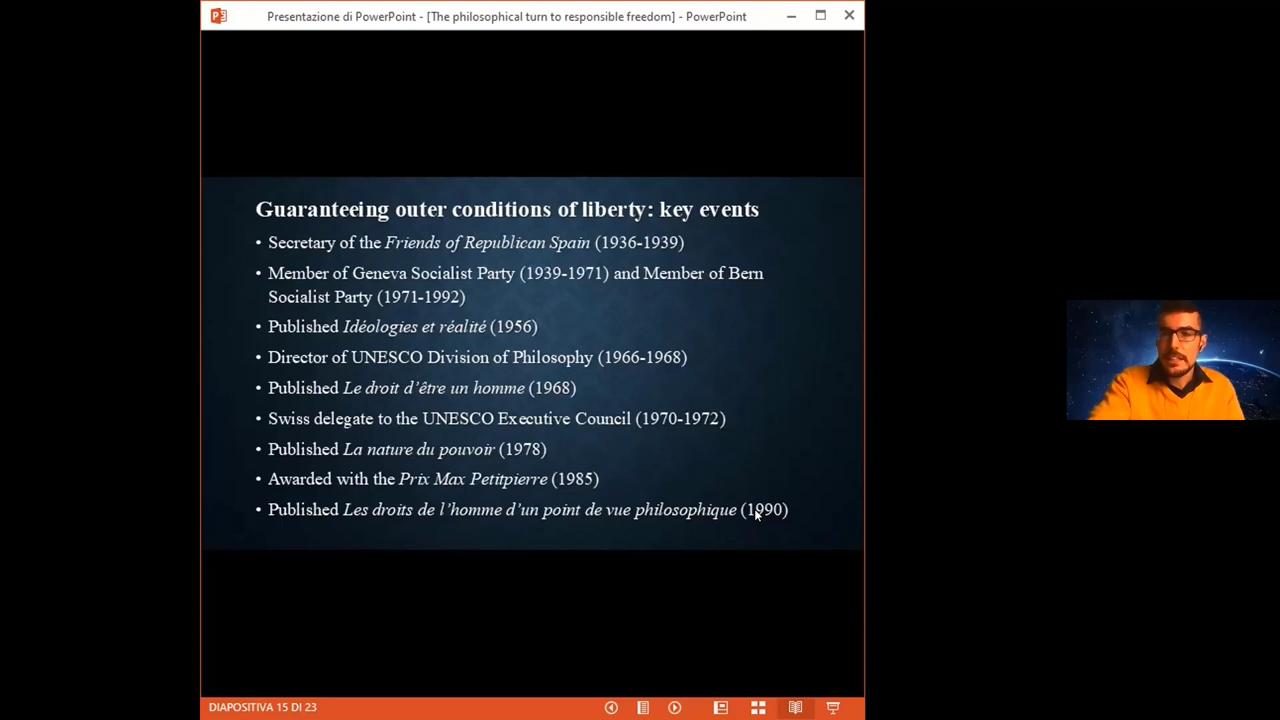 Presentazione di PowerPoint - [The philosophical turn to responsible freedom] - PowerPoint
Guaranteeing outer conditions of liberty: key events
• Secretary of the Friends of Republican Spain (1936-1939)
• Member of Geneva Socialist Party (1939-1971) and Member of Bern
Socialist Party (1971-1992)
• Published Idéologies et réalité (1956)
• Director of UNESCO Division of Philosophy (1966-1968)
• Published Le droit d’être un homme (1968)
• Swiss delegate to the UNESCO Executive Council (1970-1972)
• Published La nature du pouvoir (1978)
• Awarded with the Prix Max Petitpierre (1985)
• Published Les droits de l’homme d’un point de vue philosophique (1990)
DIAPOSITIVA 15 DI 23